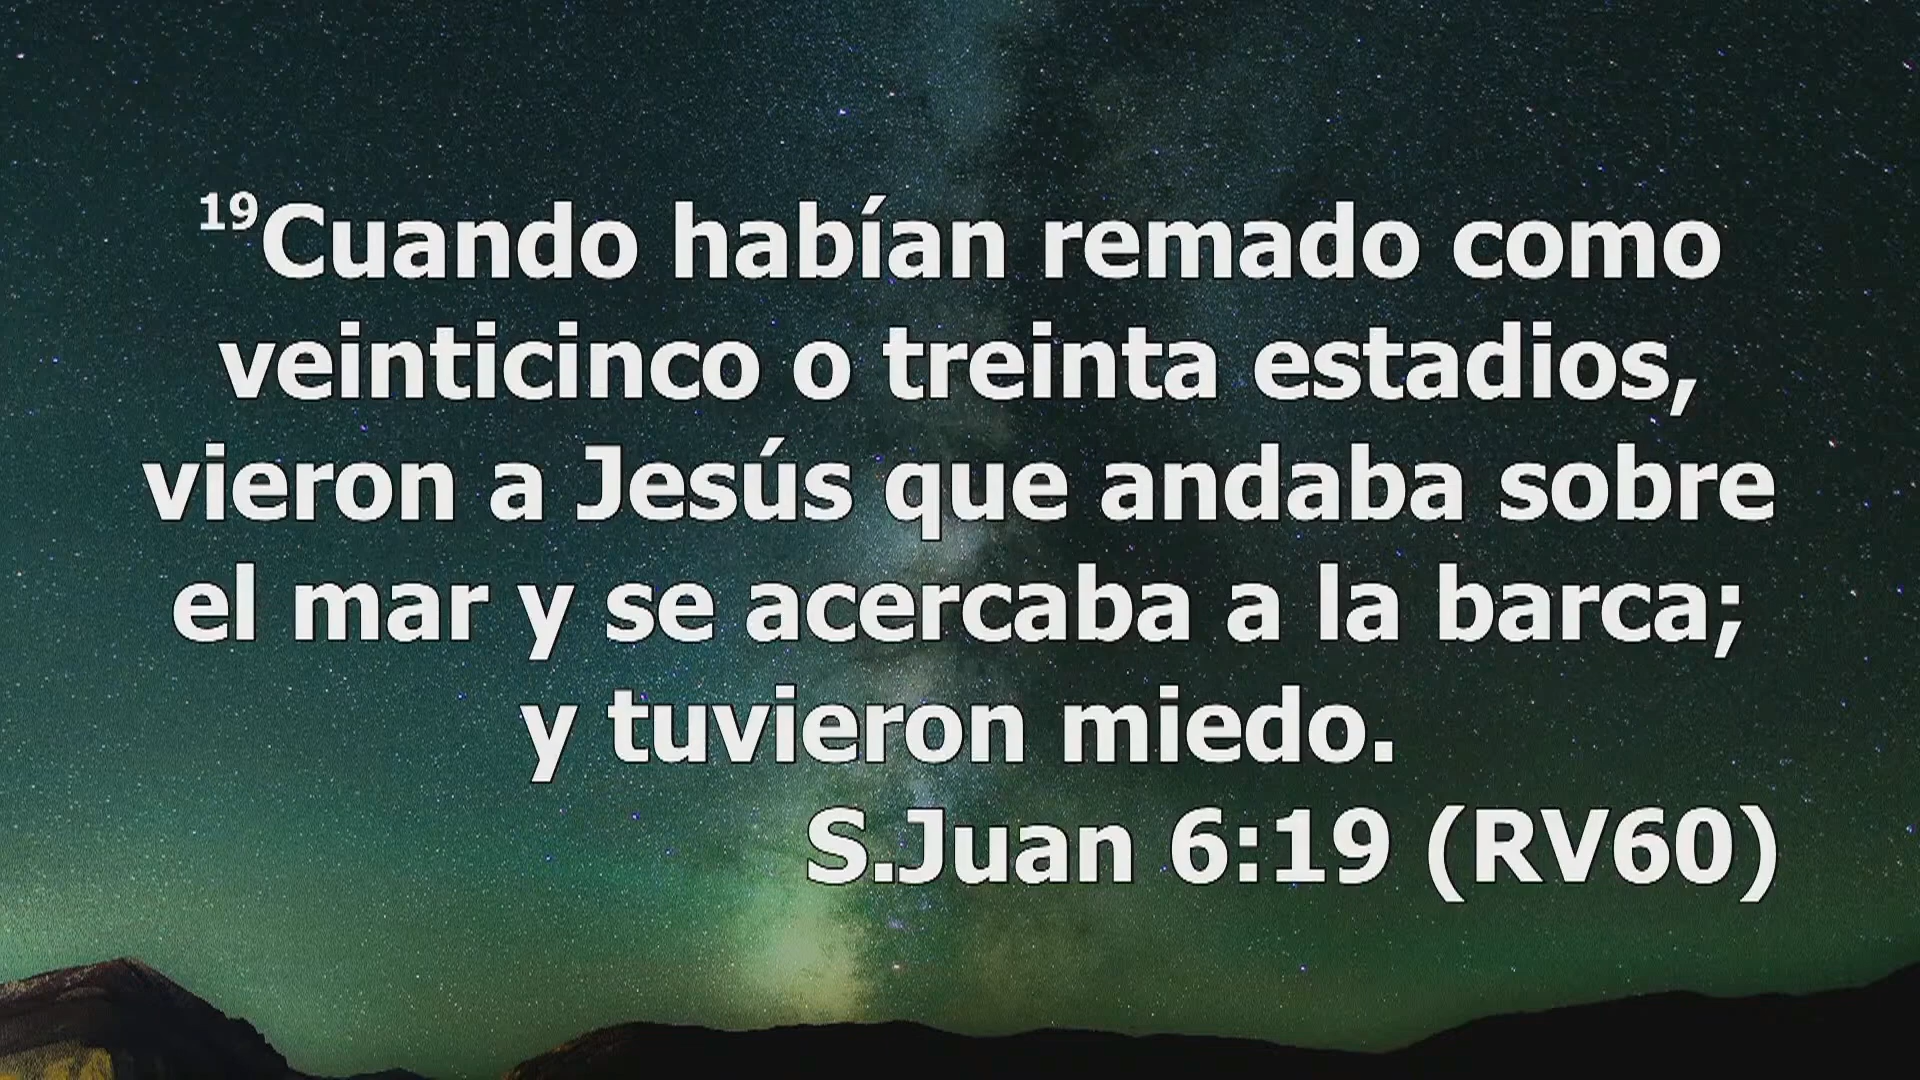 19Cuando habían remado como
veinticinco o treinta estadios,
vieron a Jesús que andaba sobre
el mar y se acercaba a la barca;
y tuvieron miedo.
S.Juan 6:19 (RV60)